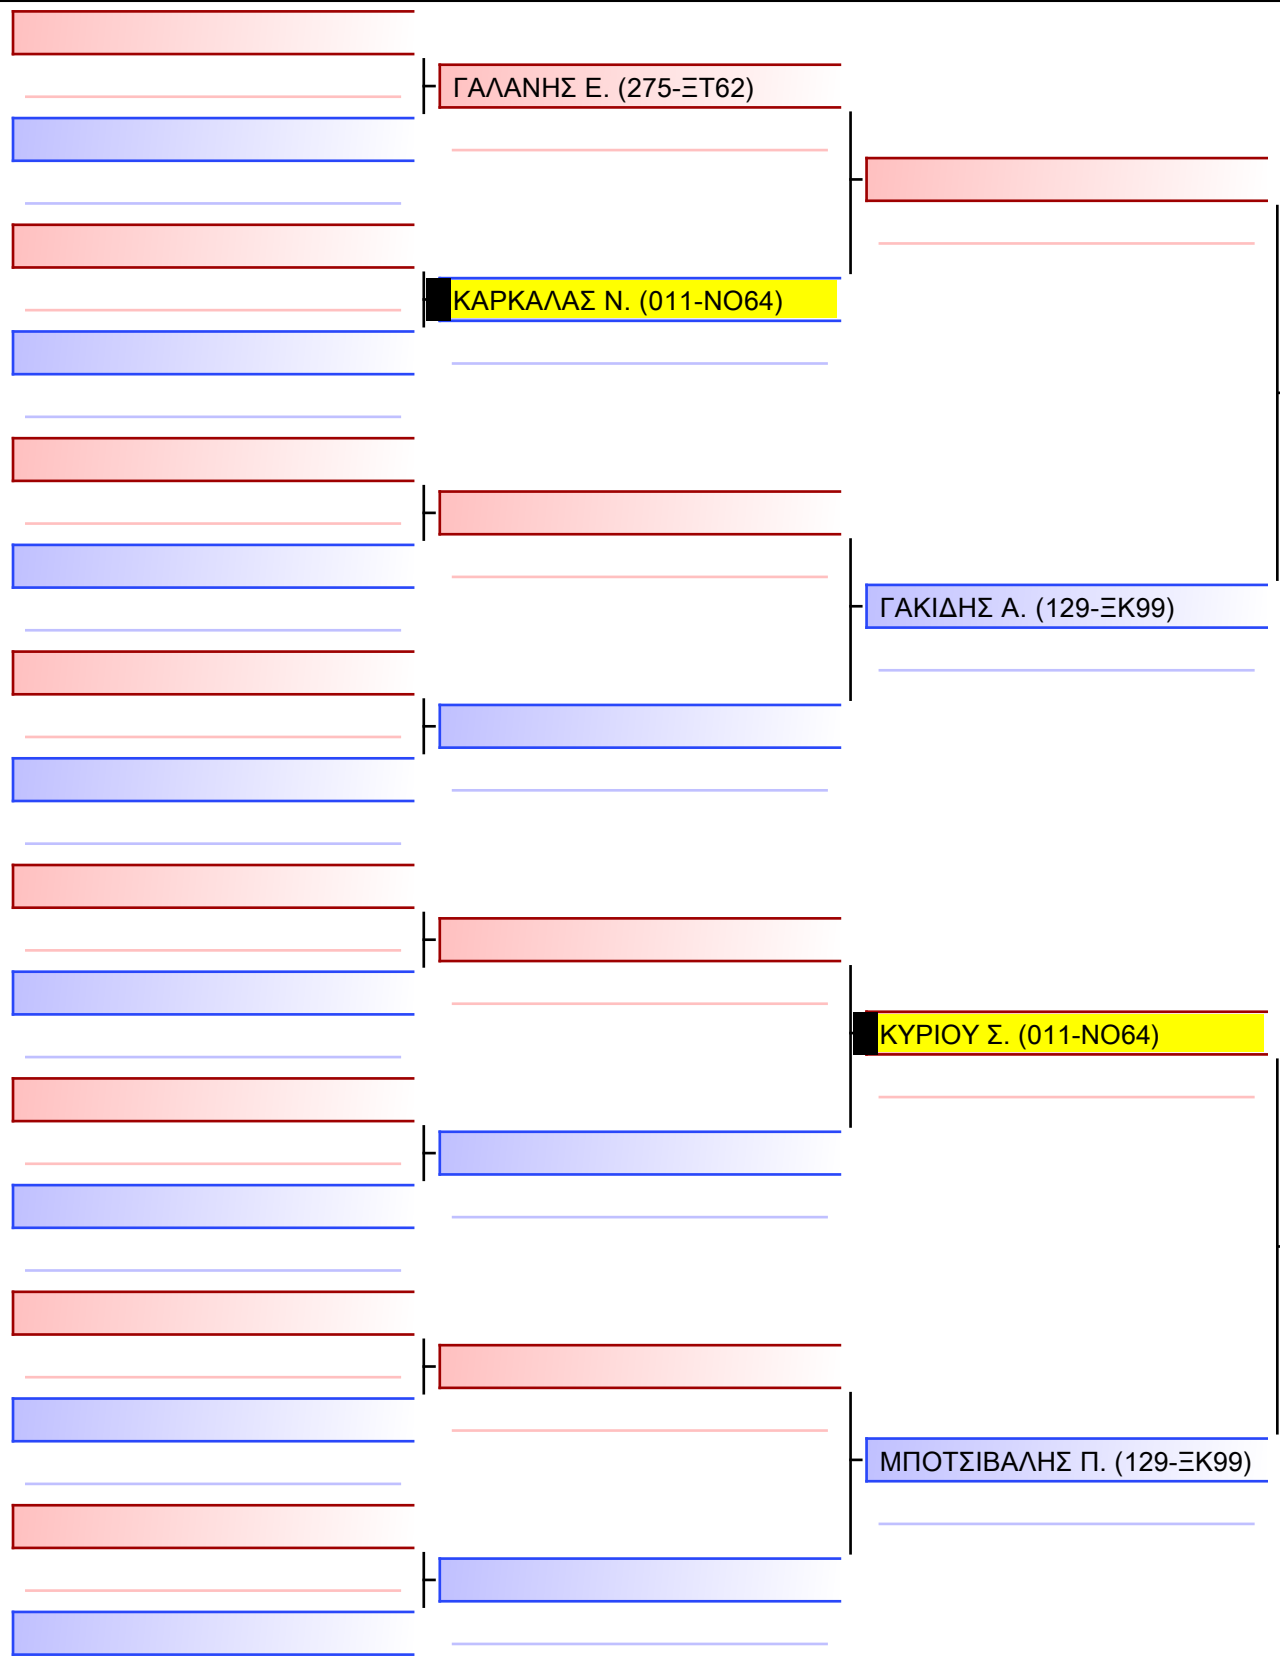 ΓΑΛΑΝΗΣ Ε. (275-ΞΤ62)
ΚΑΡΚΑΛΑΣ Ν. (011-ΝΟ64)
ΓΑΚΙΔΗΣ Α. (129-ΞΚ99)
ΚΥΡΙΟΥ Σ. (011-ΝΟ64)
ΜΠΟΤΣΙΒΑΛΗΣ Π. (129-ΞΚ99)